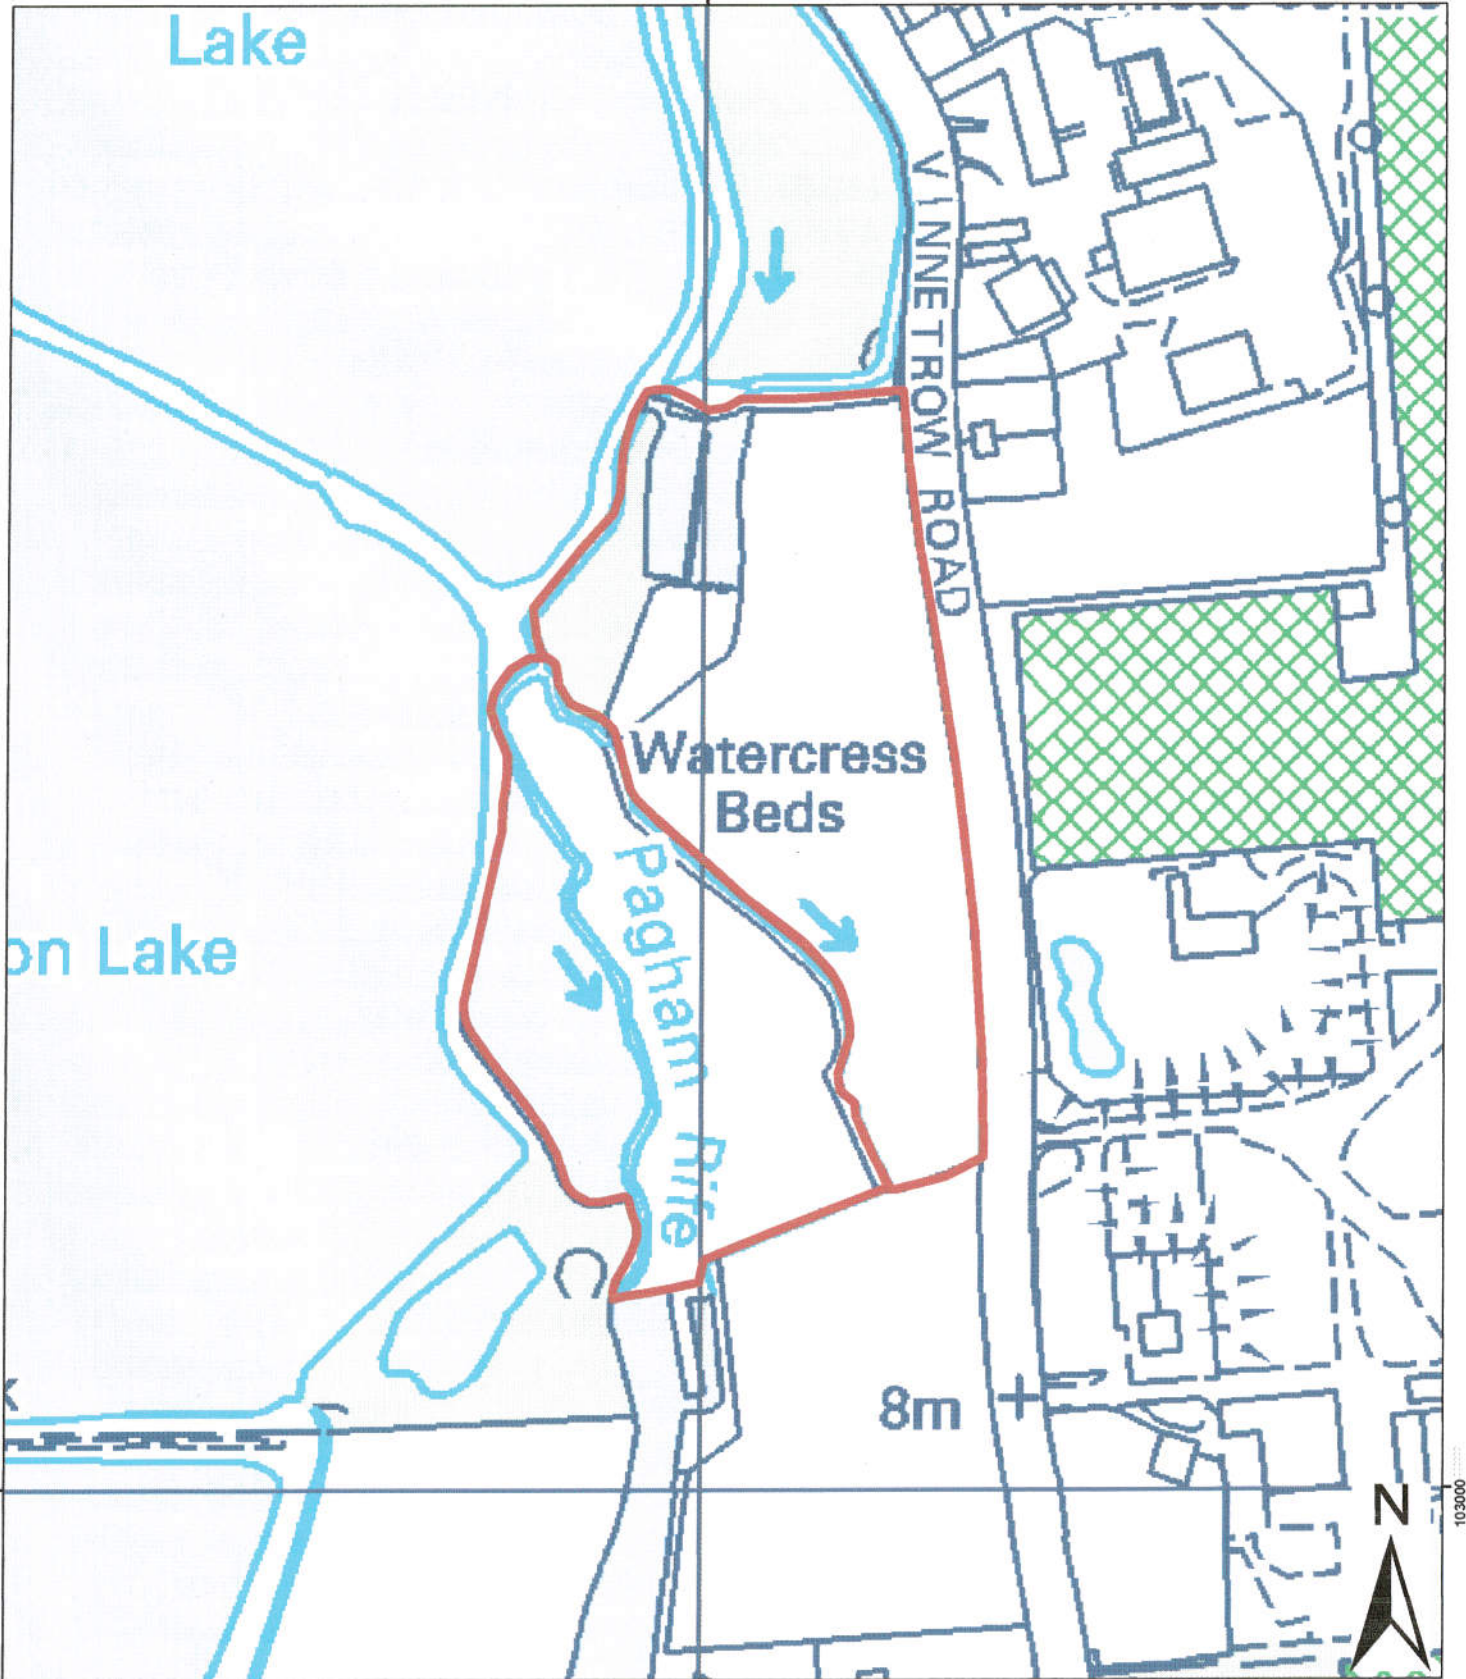 Lake
VINNETROW ROAD
Watercress
Beds
Pagham Rife
on Lake
8m
N
103000